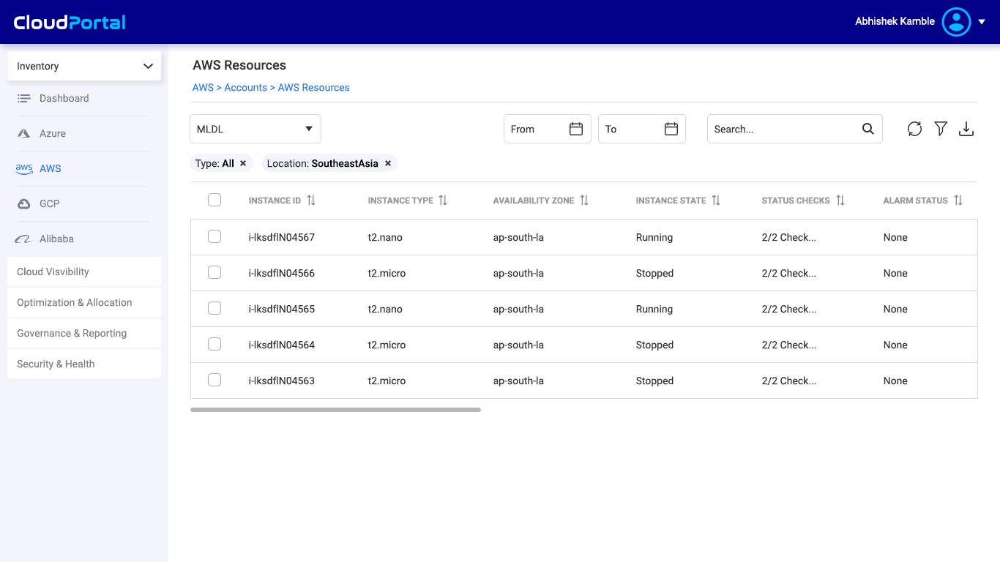 CloudPortal
Abhishek Kamble
Inventory
Dashboard
Azure
aws AWS
GCP
Alibaba
Cloud Visvibility
Optimization & Allocation
Governance & Reporting
Security & Health
AWS Resources
AWS > Accounts > AWS Resources
MLDL From To Search...
Type: All × Location: SoutheastAsia ×
INSTANCE ID INSTANCE TYPE AVAILABILITY ZONE INSTANCE STATE STATUS CHECKS ALARM STATUS
i-lksdflN04567 t2.nano ap-south-la Running 2/2 Check... None
i-lksdflN04566 t2.micro ap-south-la Stopped 2/2 Check... None
i-lksdflN04565 t2.nano ap-south-la Running 2/2 Check... None
i-lksdflN04564 t2.micro ap-south-la Stopped 2/2 Check... None
i-lksdflN04563 t2.micro ap-south-la Stopped 2/2 Check... None